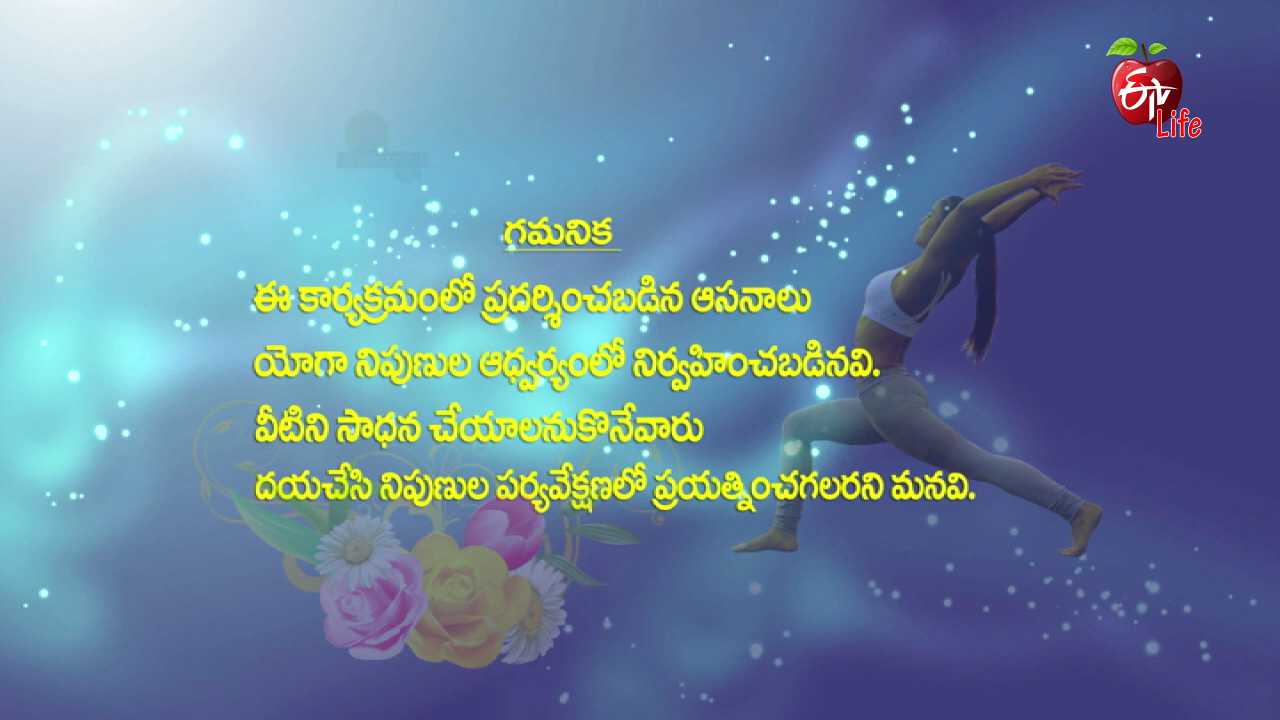 ఈటీవీ
Life
గమనిక
ఈ కార్యక్రమంలో ప్రదర్శించబడిన ఆసనాలు
యోగా నిపుణుల ఆధ్వర్యంలో నిర్వహించబడినవి.
వీటిని సాధన చేయాలనుకొనేవారు
దయచేసి నిపుణుల పర్యవేక్షణలో ప్రయత్నించగలరని మనవి.